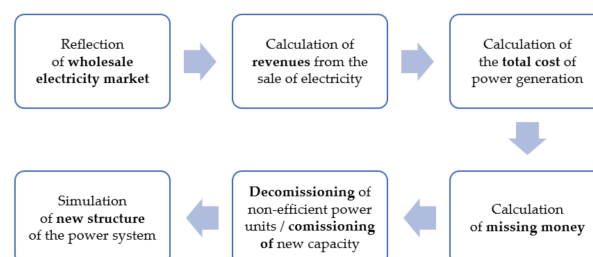 Reflection
of wholesale
electricity market
Calculation of
revenues from the
sale of electricity
Calculation of
the total cost of
power generation
Calculation
of missing money
Decomissioning of
non-efficient power
units / comissioning
of new capacity
Simulation
of new structure
of the power system